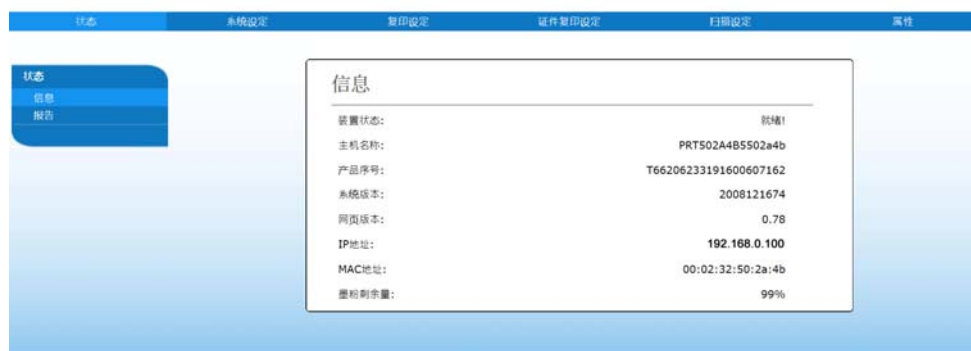 状态 系统设定 复印设定 证件复印设定 扫描设定 属性
状态
信息
报告
信息
装置状态: 就绪!
主机名称: PRT502A4B5502a4b
产品序号: T66206233191600607162
系统版本: 2008121674
网页版本: 0.78
IP地址: 192.168.0.100
MAC地址: 00:02:32:50:2a:4b
墨粉剩余量: 99%